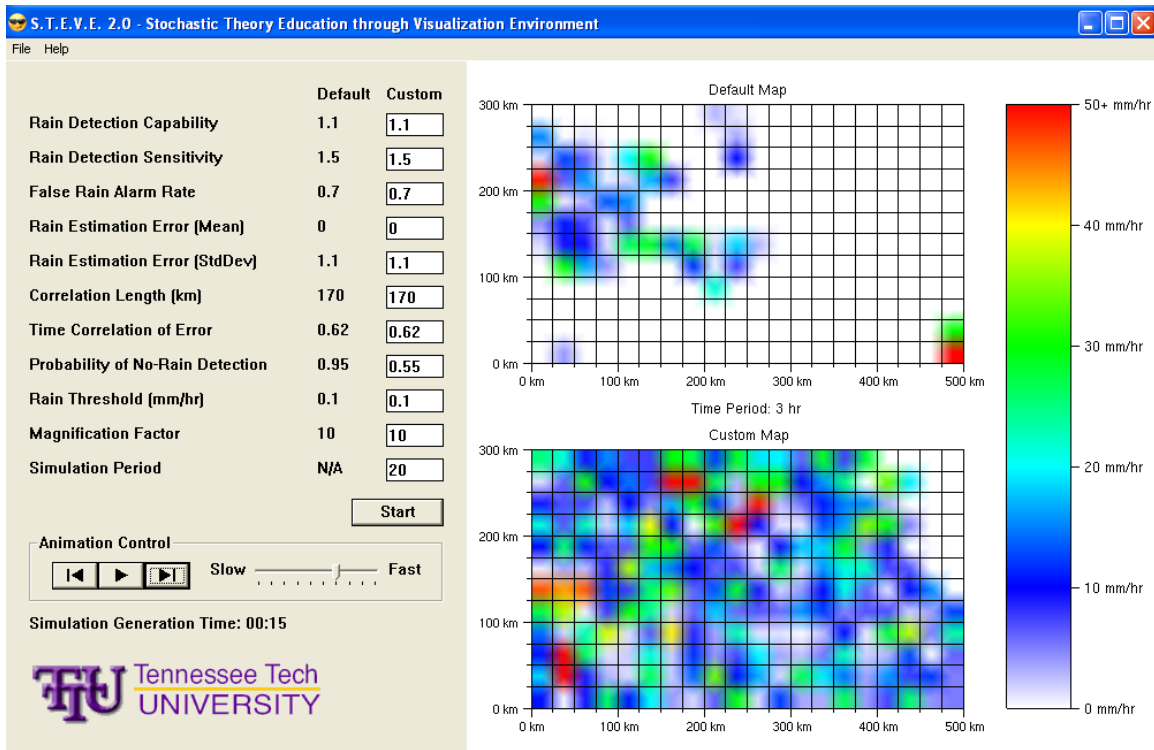 S.T.E.V.E. 2.0 - Stochastic Theory Education through Visualization Environment
File Help
Default Custom
Rain Detection Capability 1.1 1.1
Rain Detection Sensitivity 1.5 1.5
False Rain Alarm Rate 0.7 0.7
Rain Estimation Error (Mean) 0 0
Rain Estimation Error (StdDev) 1.1 1.1
Correlation Length (km) 170 170
Time Correlation of Error 0.62 0.62
Probability of No-Rain Detection 0.95 0.55
Rain Threshold (mm/hr) 0.1 0.1
Magnification Factor 10 10
Simulation Period N/A 20
Start
Animation Control
Slow Fast
Simulation Generation Time: 00:15
TTU Tennessee Tech
UNIVERSITY
Default Map
300 km
200 km
100 km
0 km
0 km 100 km 200 km 300 km 400 km 500 km
Time Period: 3 hr
Custom Map
300 km
200 km
100 km
0 km
0 km 100 km 200 km 300 km 400 km 500 km
50+ mm/hr
40 mm/hr
30 mm/hr
20 mm/hr
10 mm/hr
0 mm/hr